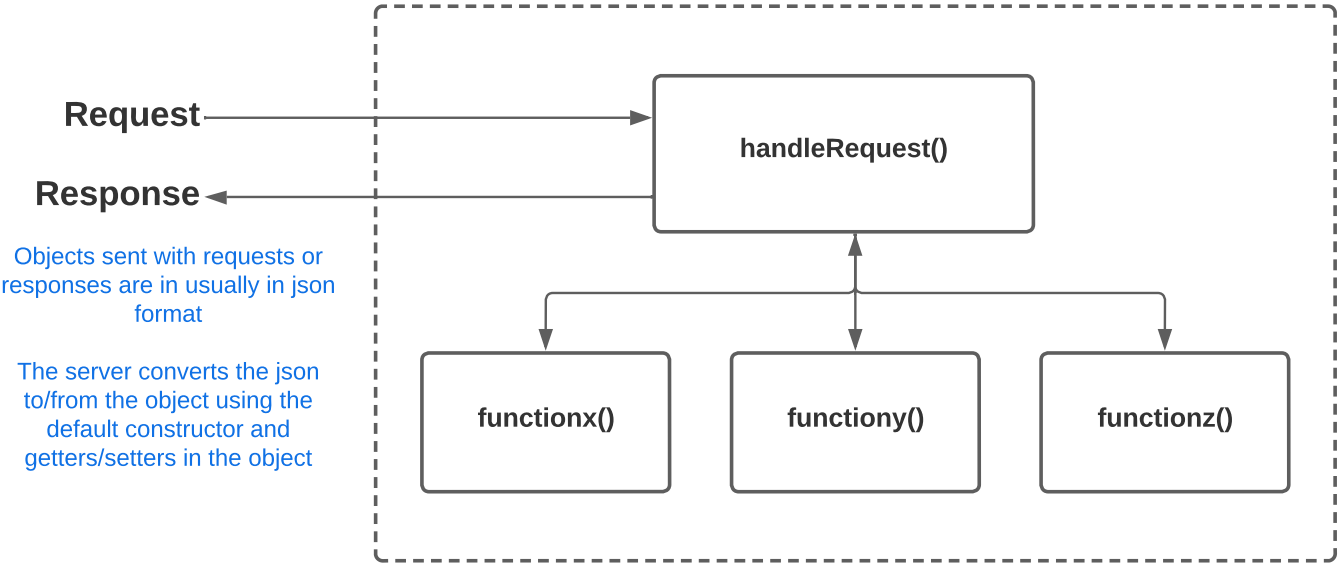 Request
handleRequest()
Response
Objects sent with requests or
responses are in usually in json
format
The server converts the json
to/from the object using the
default constructor and
getters/setters in the object
functionx()
functiony()
functionz()